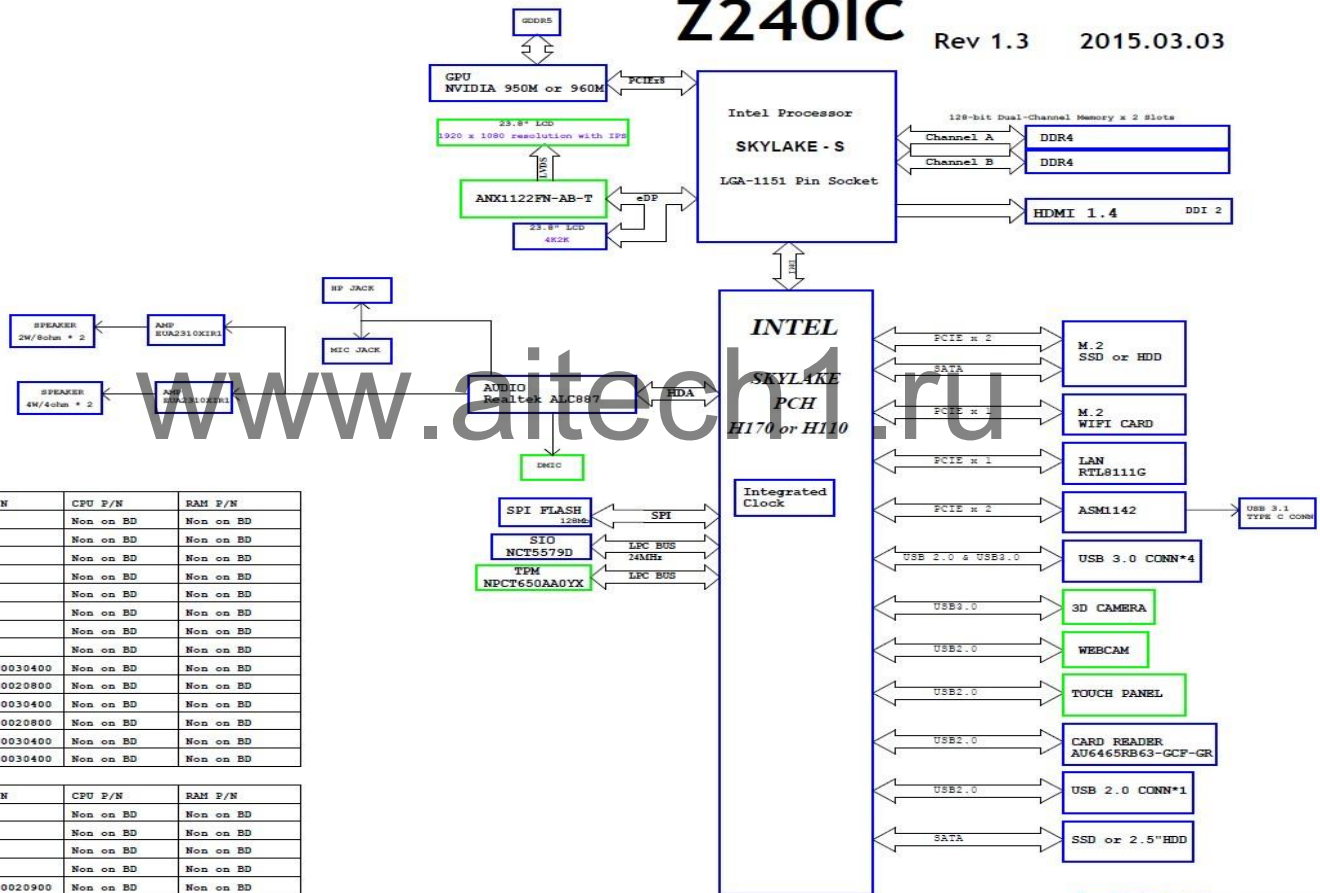 Z240IC
Rev 1.3 2015.03.03
GDDR5
GPU
NVIDIA 950M or 960M
PCIEx8
Intel Processor
SKYLAKE - S
LGA-1151 Pin Socket
128-bit Dual-Channel Memory x 2 Slots
Channel A
DDR4
Channel B
DDR4
HDMI 1.4 DDI 2
23.8" LCD
1920 x 1080 resolution with IPS
LVDS
ANX1122FN-AB-T
eDP
23.8" LCD
4K2K
DMI
HP JACK
MIC JACK
SPEAKER
2W/8ohm * 2
AMP
EUA2310XIR1
SPEAKER
4W/4ohm * 2
AMP
EUA2310XIR1
AUDIO
Realtek ALC887
HDA
DMIC
www.aitech1.ru
INTEL
SKYLAKE
PCH
H170 or H110
Integrated
Clock
SPI FLASH
SPI
SIO
NCT5579D
LPC BUS
24MHz
TPM
NPCT650AA0YX
LPC BUS
PCIE x 2
SATA
M.2
SSD or HDD
PCIE x 1
M.2
WIFI CARD
PCIE x 1
LAN
RTL8111G
PCIE x 2
ASM1142
USB 3.1
TYPE C CONN
USB 2.0 & USB3.0
USB 3.0 CONN*4
USB3.0
3D CAMERA
USB2.0
WEBCAM
USB2.0
TOUCH PANEL
USB2.0
CARD READER
AU6465RB63-GCF-GR
USB2.0
USB 2.0 CONN*1
SATA
SSD or 2.5"HDD
N CPU P/N RAM P/N
Non on BD Non on BD
Non on BD Non on BD
Non on BD Non on BD
Non on BD Non on BD
Non on BD Non on BD
Non on BD Non on BD
Non on BD Non on BD
Non on BD Non on BD
0030400 Non on BD Non on BD
0020800 Non on BD Non on BD
0030400 Non on BD Non on BD
0020800 Non on BD Non on BD
0030400 Non on BD Non on BD
0030400 Non on BD Non on BD
N CPU P/N RAM P/N
Non on BD Non on BD
Non on BD Non on BD
Non on BD Non on BD
Non on BD Non on BD
0020900 Non on BD Non on BD